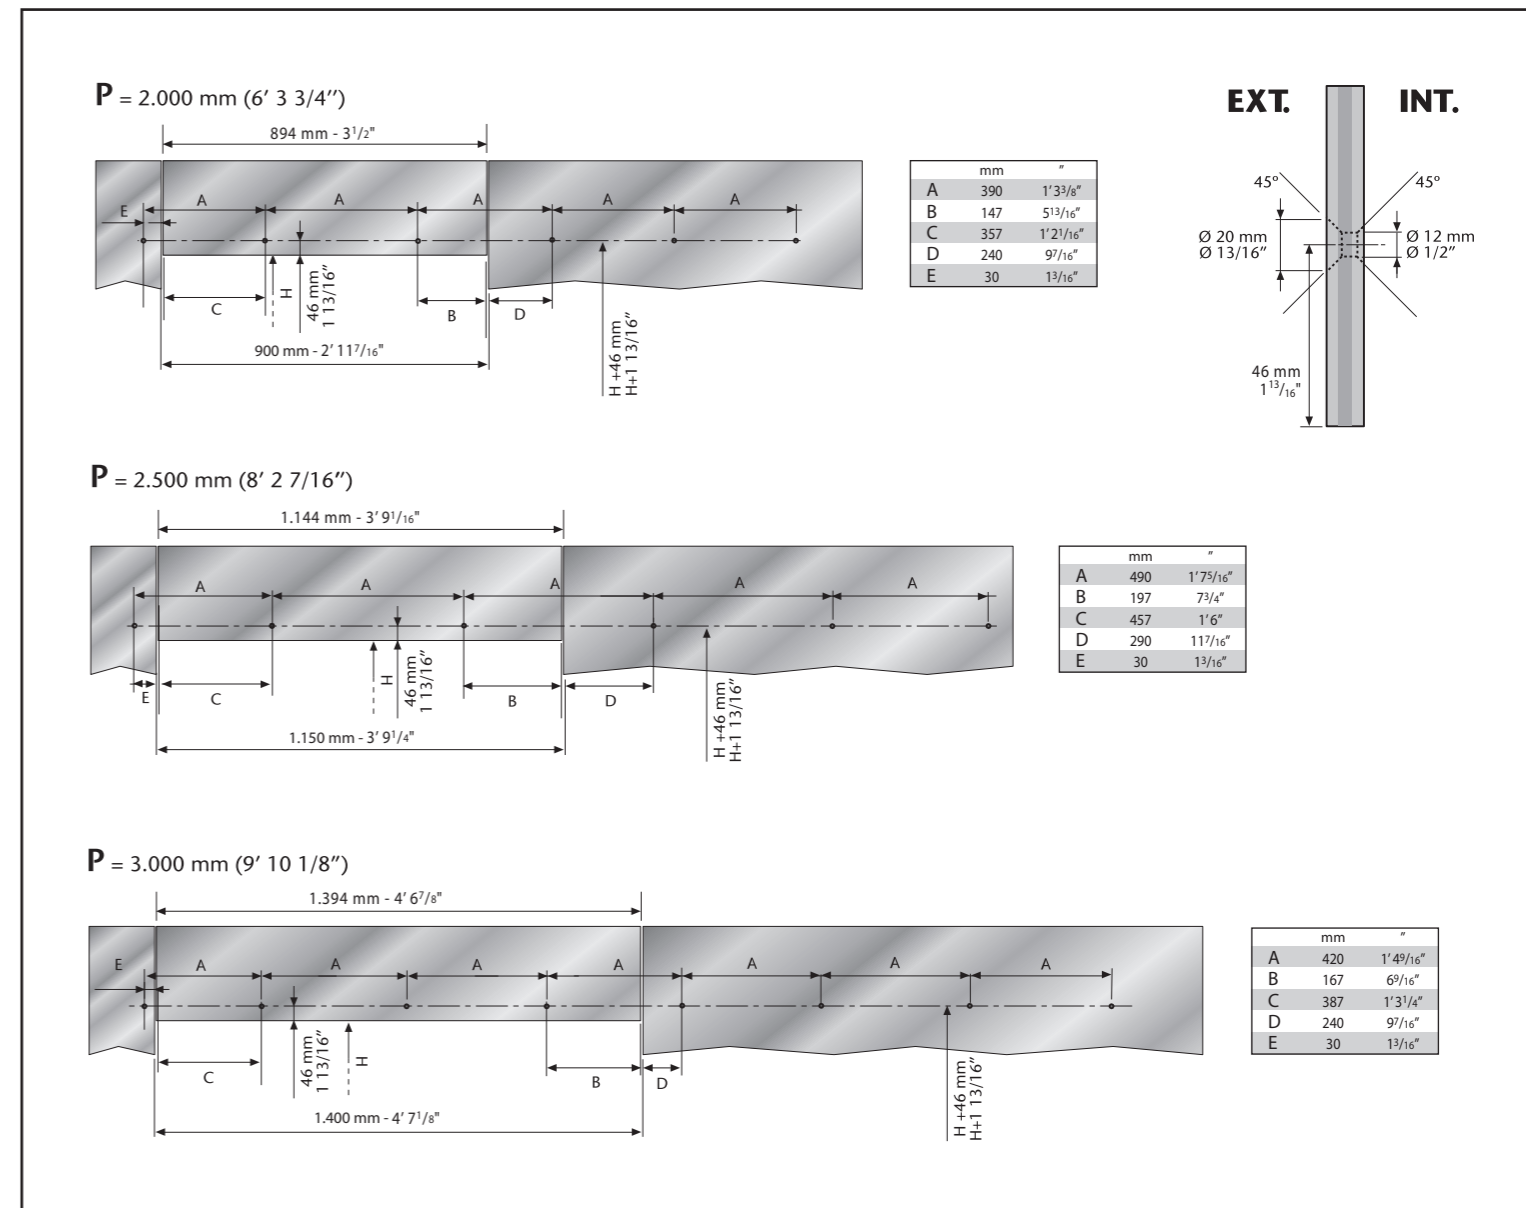 P = 2.000 mm (6′ 3 3/4″)
894 mm - 3 1/2"
E A A A A A
C H 46 mm
1 13/16″
B D
900 mm - 2′ 11 7/16"
H +46 mm
H+1 13/16″
mm ″
A 390 1′3 3/8″
B 147 5 13/16″
C 357 1′2 1/16″
D 240 9 7/16″
E 30 1 3/16″
EXT. INT.
45° 45°
Ø 20 mm
Ø 13/16″
Ø 12 mm
Ø 1/2″
46 mm
1 13/16"
P = 2.500 mm (8′ 2 7/16″)
1.144 mm - 3′ 9 1/16"
A A A A A
E C H 46 mm
1 13/16″
B D
1.150 mm - 3′ 9 1/4"
H +46 mm
H+1 13/16″
mm ″
A 490 1′7 5/16″
B 197 7 3/4″
C 457 1′6″
D 290 11 7/16″
E 30 1 3/16″
P = 3.000 mm (9′ 10 1/8″)
1.394 mm - 4′ 6 7/8"
E A A A A A A A
C 46 mm
1 13/16″
H B D
1.400 mm - 4′ 7 1/8"
H +46 mm
H+1 13/16″
mm ″
A 420 1′4 9/16″
B 167 6 9/16″
C 387 1′3 1/4″
D 240 9 7/16″
E 30 1 3/16″